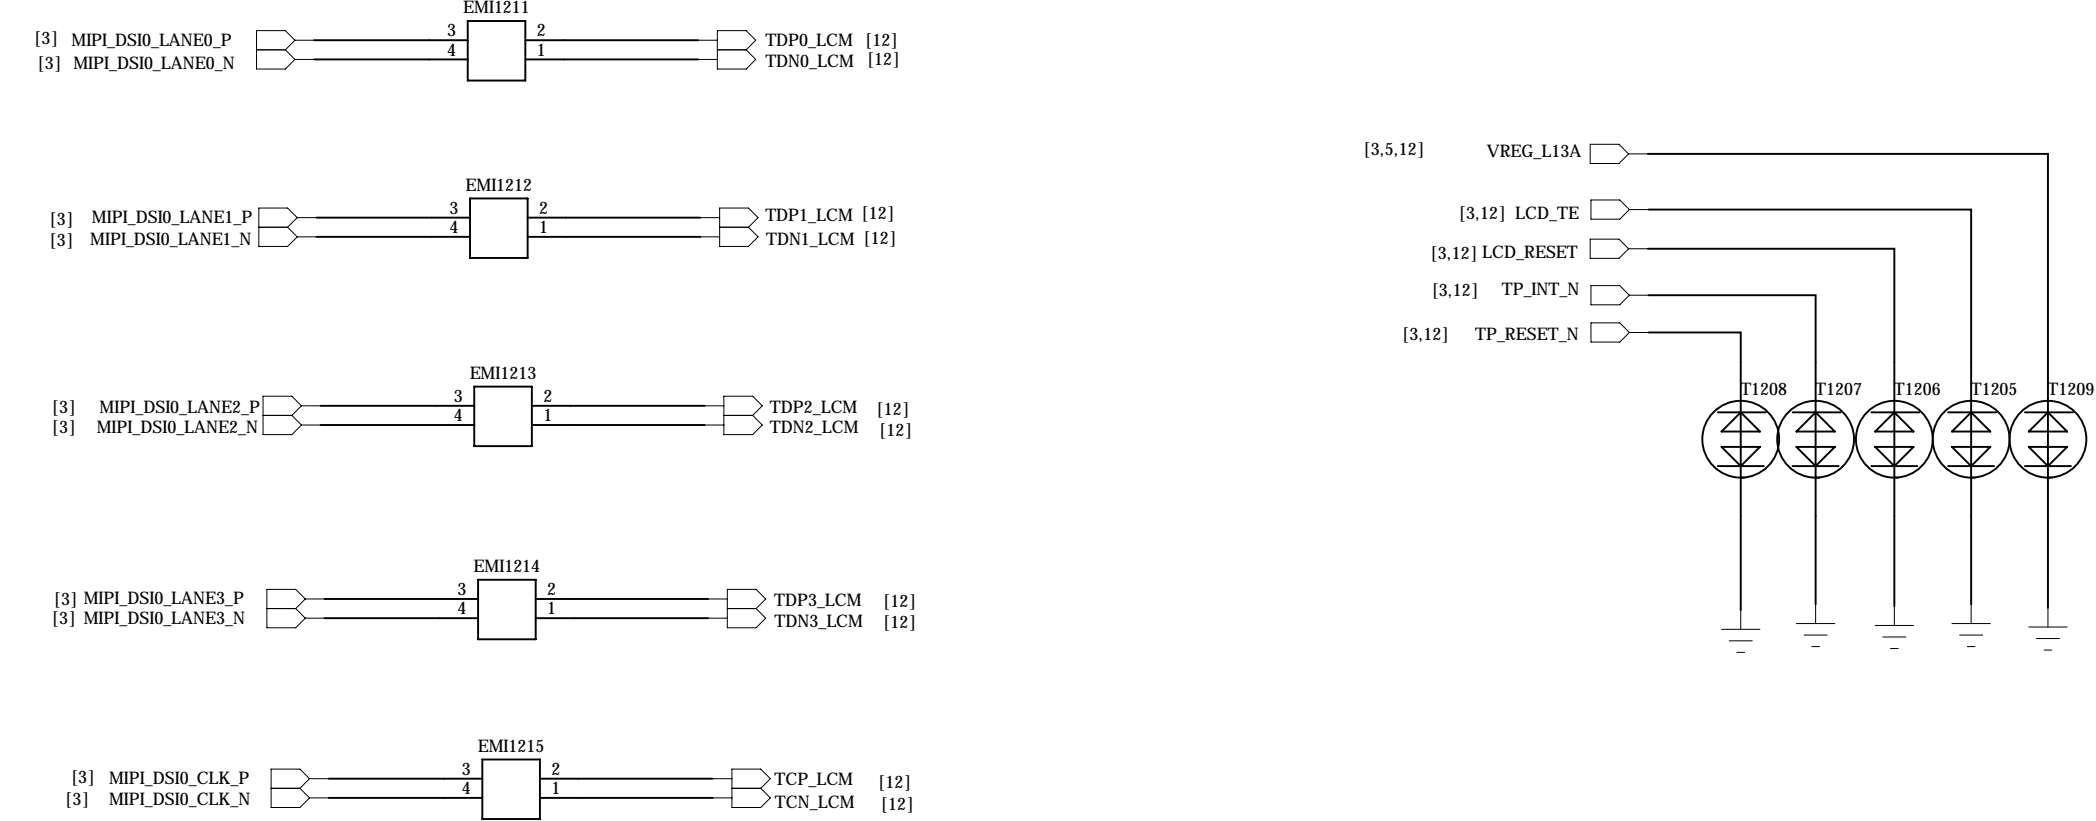 EMI1211
[3] MIPI_DSI0_LANE0_P 3 2 TDP0_LCM [12]
[3] MIPI_DSI0_LANE0_N 4 1 TDN0_LCM [12]
EMI1212
[3] MIPI_DSI0_LANE1_P 3 2 TDP1_LCM [12]
[3] MIPI_DSI0_LANE1_N 4 1 TDN1_LCM [12]
EMI1213
[3] MIPI_DSI0_LANE2_P 3 2 TDP2_LCM [12]
[3] MIPI_DSI0_LANE2_N 4 1 TDN2_LCM [12]
EMI1214
[3] MIPI_DSI0_LANE3_P 3 2 TDP3_LCM [12]
[3] MIPI_DSI0_LANE3_N 4 1 TDN3_LCM [12]
EMI1215
[3] MIPI_DSI0_CLK_P 3 2 TCP_LCM [12]
[3] MIPI_DSI0_CLK_N 4 1 TCN_LCM [12]
[3,5,12] VREG_L13A
[3,12] LCD_TE
[3,12] LCD_RESET
[3,12] TP_INT_N
[3,12] TP_RESET_N
T1208 T1207 T1206 T1205 T1209